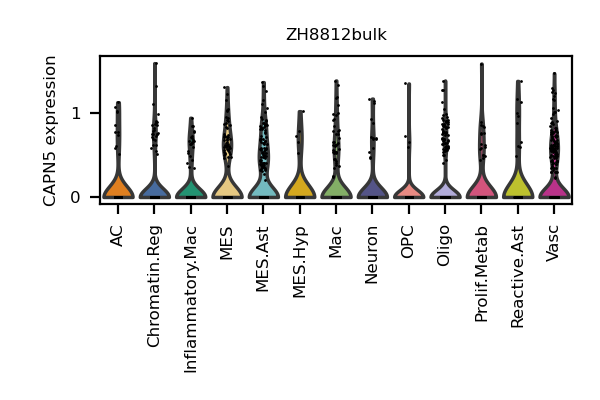 ZH8812bulk
CAPN5 expression
1
0
AC
Chromatin.Reg
Inflammatory.Mac
MES
MES.Ast
MES.Hyp
Mac
Neuron
OPC
Oligo
Prolif.Metab
Reactive.Ast
Vasc